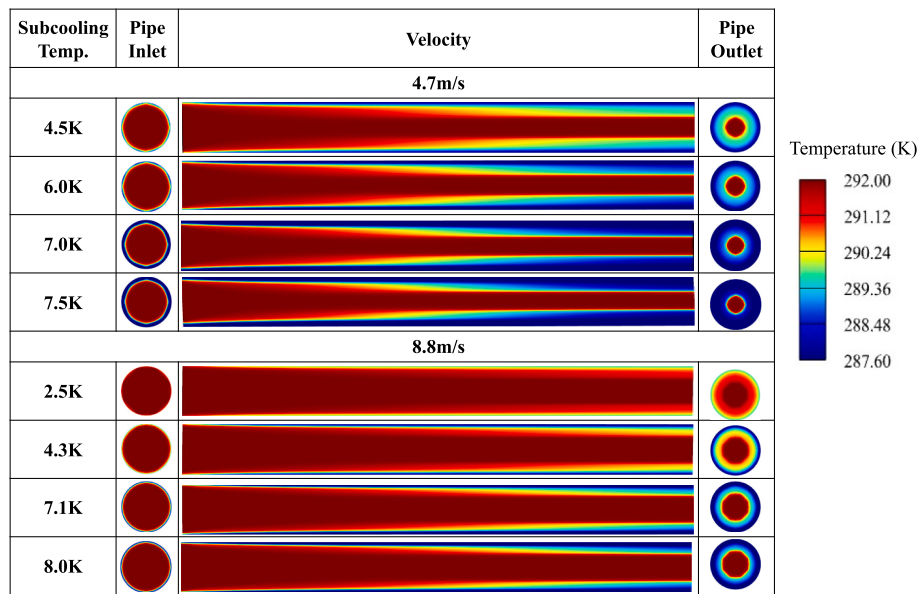 Subcooling
Temp.
Pipe
Inlet
Velocity
Pipe
Outlet
4.7m/s
4.5K
6.0K
7.0K
7.5K
8.8m/s
2.5K
4.3K
7.1K
8.0K
Temperature (K)
292.00
291.12
290.24
289.36
288.48
287.60